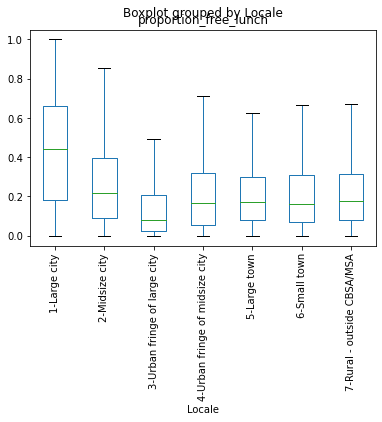 Boxplot grouped by Locale
proportion_free_lunch
1.0
0.8
0.6
0.4
0.2
0.0
1-Large city
2-Midsize city
3-Urban fringe of large city
4-Urban fringe of midsize city
5-Large town
6-Small town
7-Rural - outside CBSA/MSA
Locale